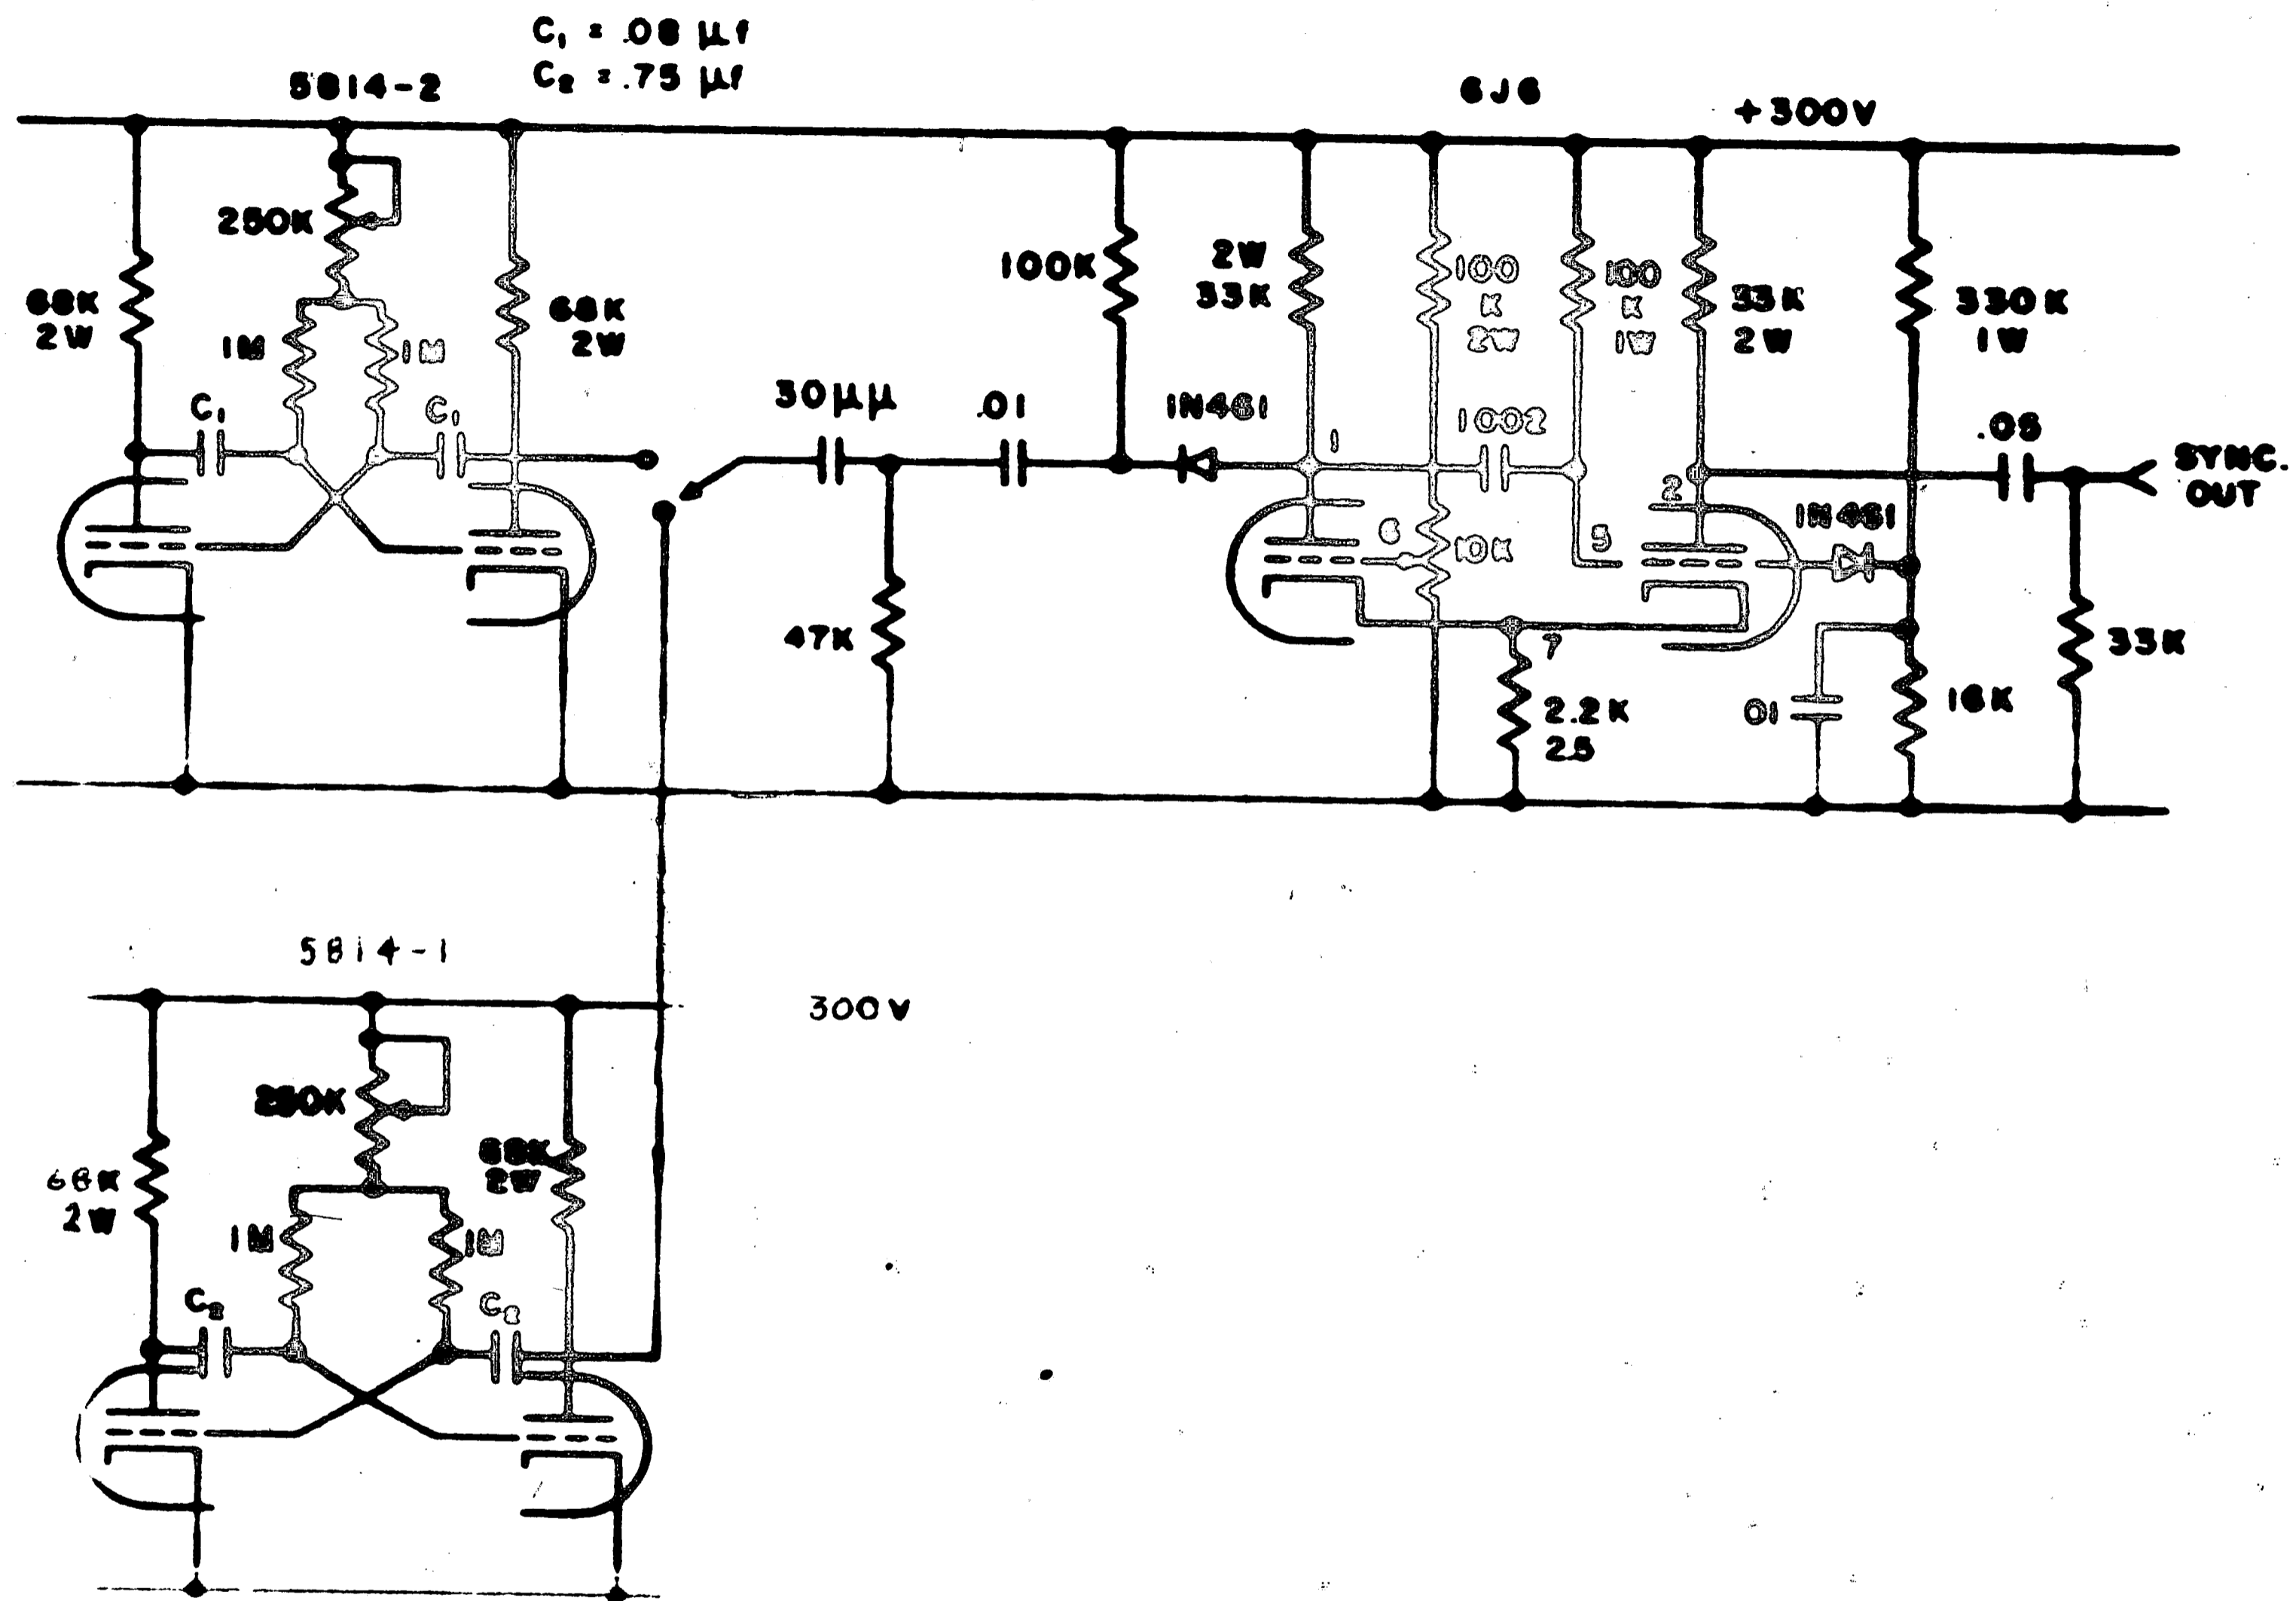 C₁ = .08 μf
C₂ = .75 μf
5814-2
6J6
+300V
250K
68K
2W
1M
1M
68K
2W
C₁
C₁
30μμ
.01
100K
1N461
2W
33K
100
K
2W
100
K
1W
33K
2W
330K
1W
1
1002
2
.05
SYNC.
OUT
6
10K
5
1N461
47K
7
2.2K
25
01
16K
33K
5814-1
300V
250K
68K
2W
68K
2W
1M
1M
C₂
C₂